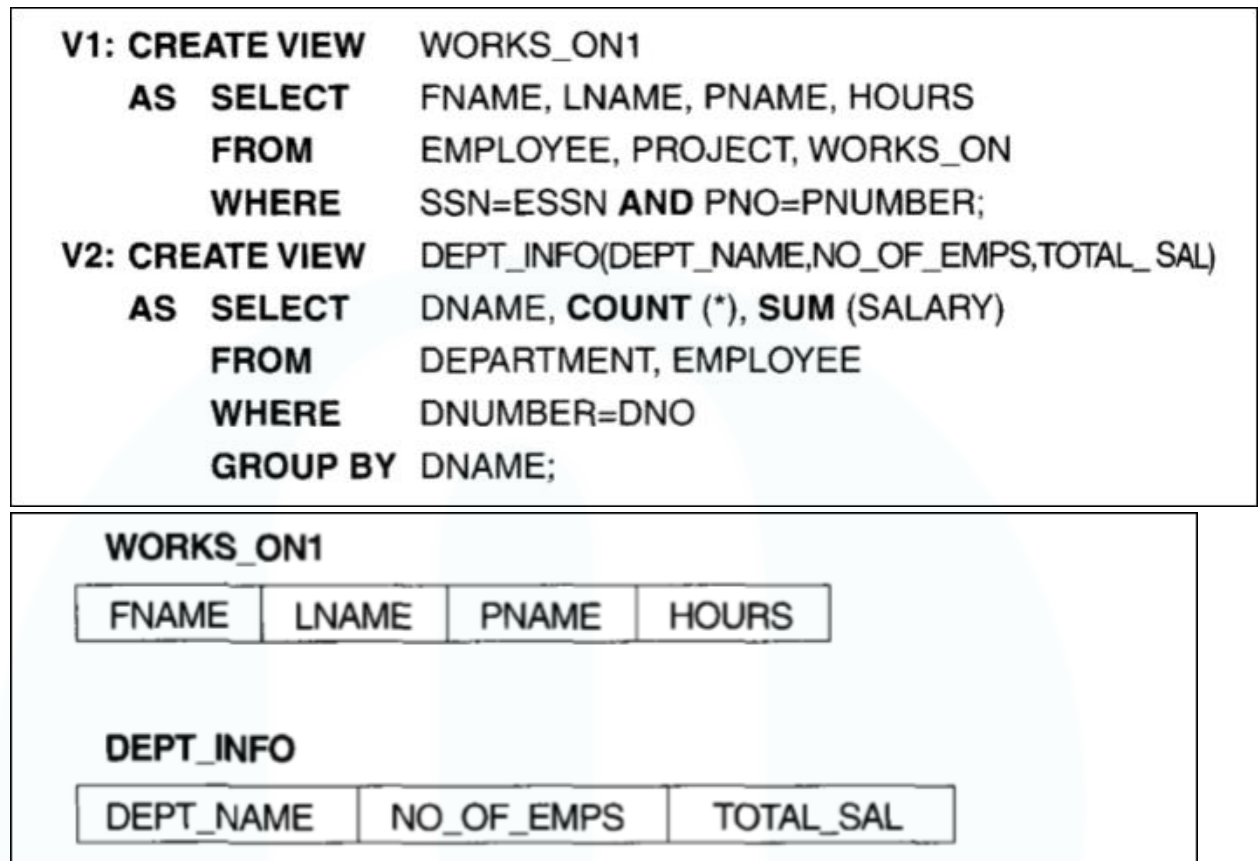 V1: CREATE VIEW WORKS_ON1
AS SELECT FNAME, LNAME, PNAME, HOURS
FROM EMPLOYEE, PROJECT, WORKS_ON
WHERE SSN=ESSN AND PNO=PNUMBER;
V2: CREATE VIEW DEPT_INFO(DEPT_NAME,NO_OF_EMPS,TOTAL_SAL)
AS SELECT DNAME, COUNT (*), SUM (SALARY)
FROM DEPARTMENT, EMPLOYEE
WHERE DNUMBER=DNO
GROUP BY DNAME;
WORKS_ON1
FNAME LNAME PNAME HOURS
DEPT_INFO
DEPT_NAME NO_OF_EMPS TOTAL_SAL